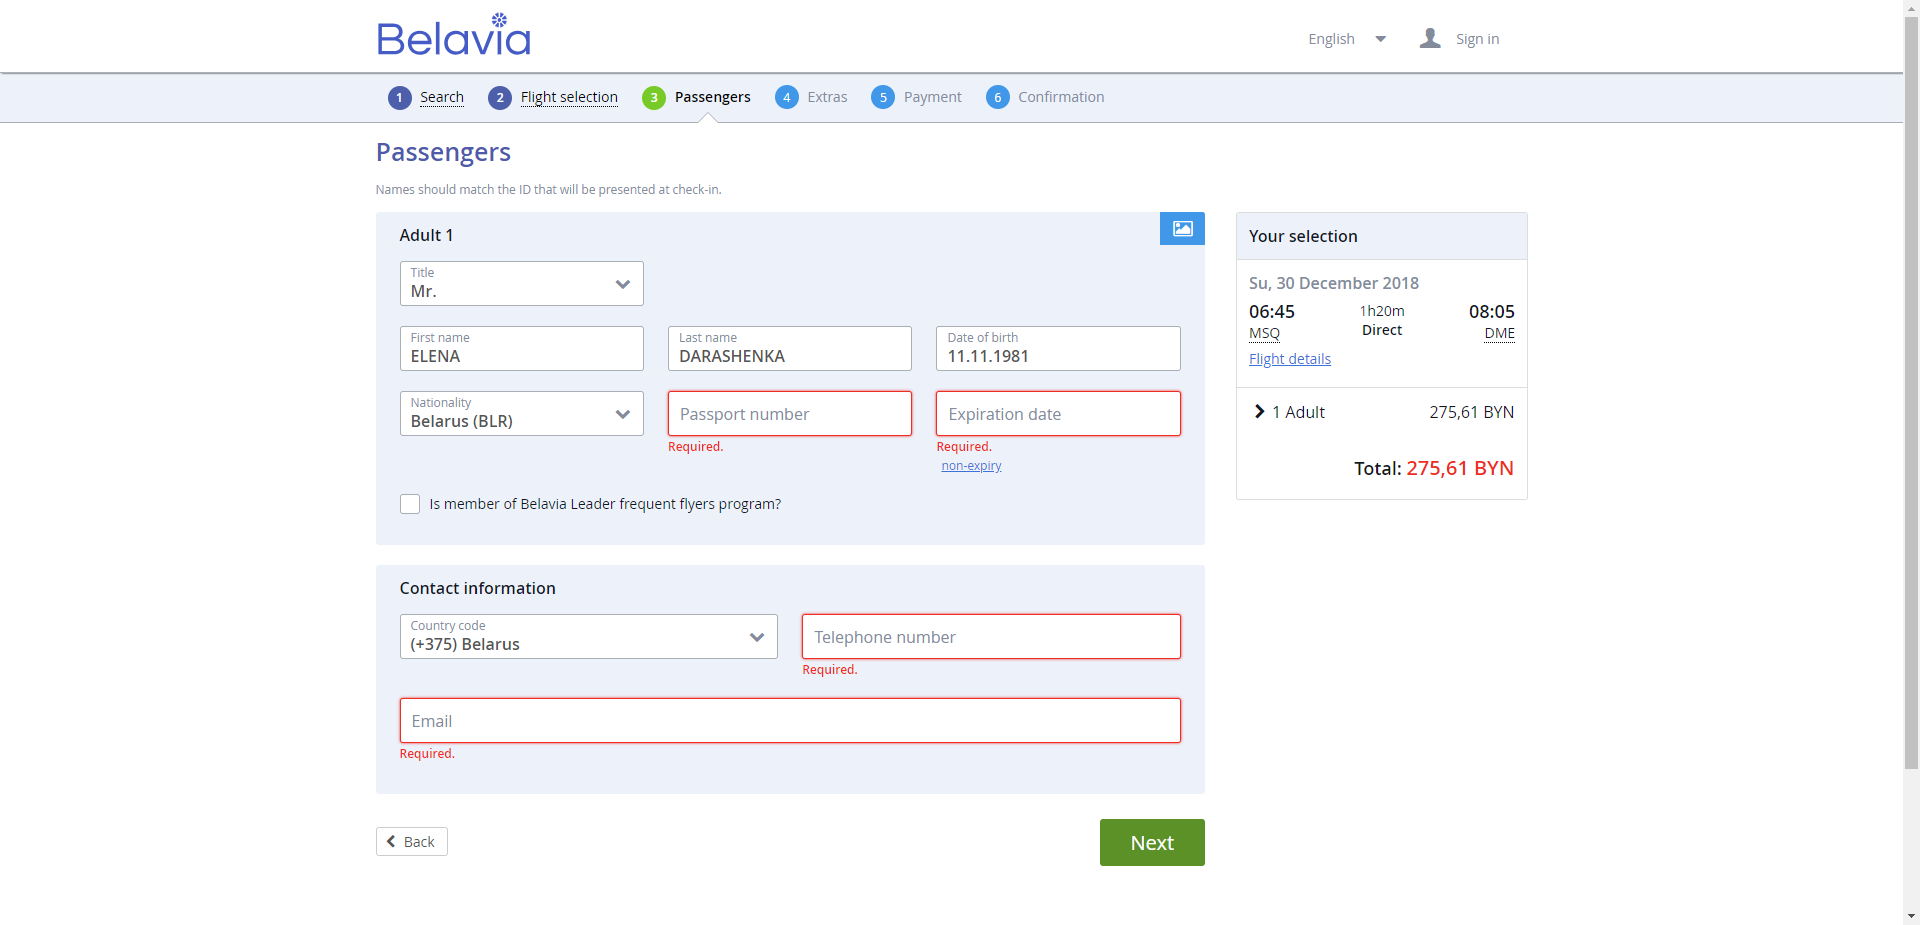 Belavia
English
Sign in
1 Search 2 Flight selection 3 Passengers 4 Extras 5 Payment 6 Confirmation
Passengers
Names should match the ID that will be presented at check-in.
Adult 1
Title
Mr.
First name
ELENA
Last name
DARASHENKA
Date of birth
11.11.1981
Nationality
Belarus (BLR)
Passport number
Required.
Expiration date
Required.
non-expiry
Is member of Belavia Leader frequent flyers program?
Contact information
Country code
(+375) Belarus
Telephone number
Required.
Email
Required.
Back
Next
Your selection
Su, 30 December 2018
06:45 1h20m 08:05
MSQ Direct DME
Flight details
1 Adult 275,61 BYN
Total: 275,61 BYN